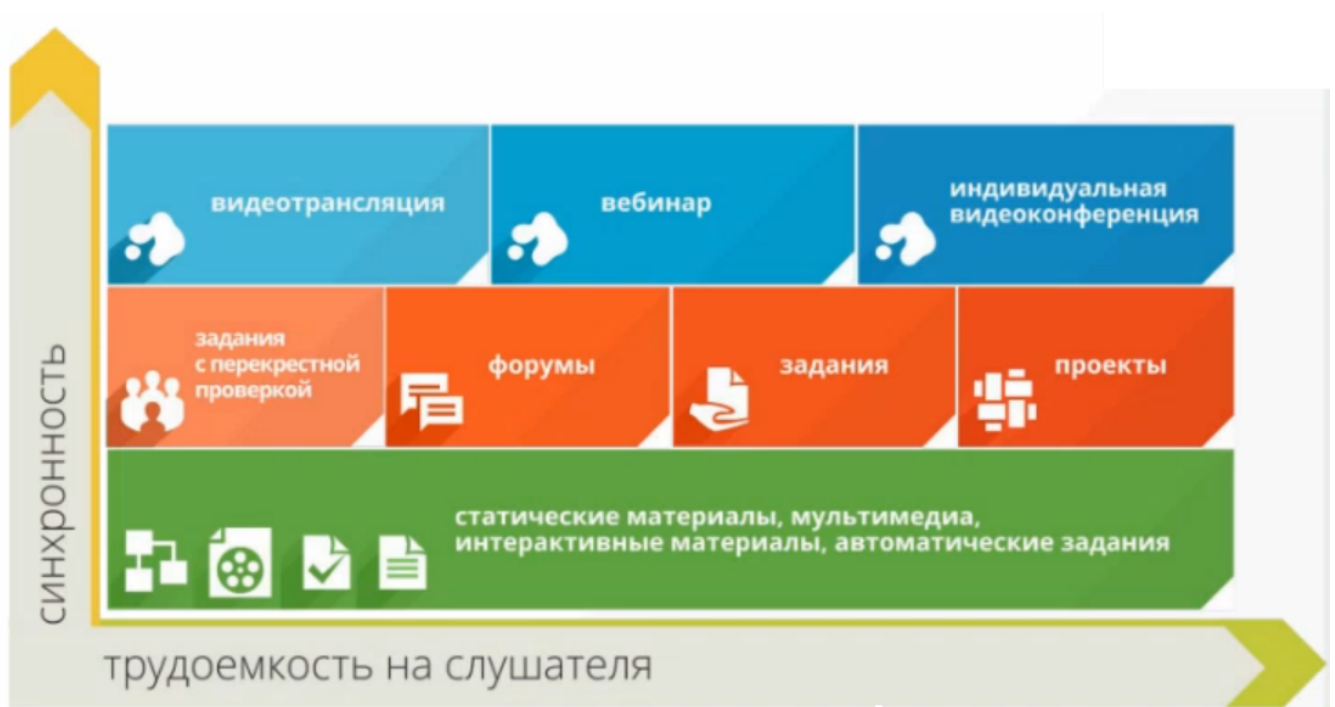 синхронность
видеотрансляция
вебинар
индивидуальная
видеоконференция
задания
с перекрестной
проверкой
форумы
задания
проекты
статические материалы, мультимедиа,
интерактивные материалы, автоматические задания
трудоемкость на слушателя